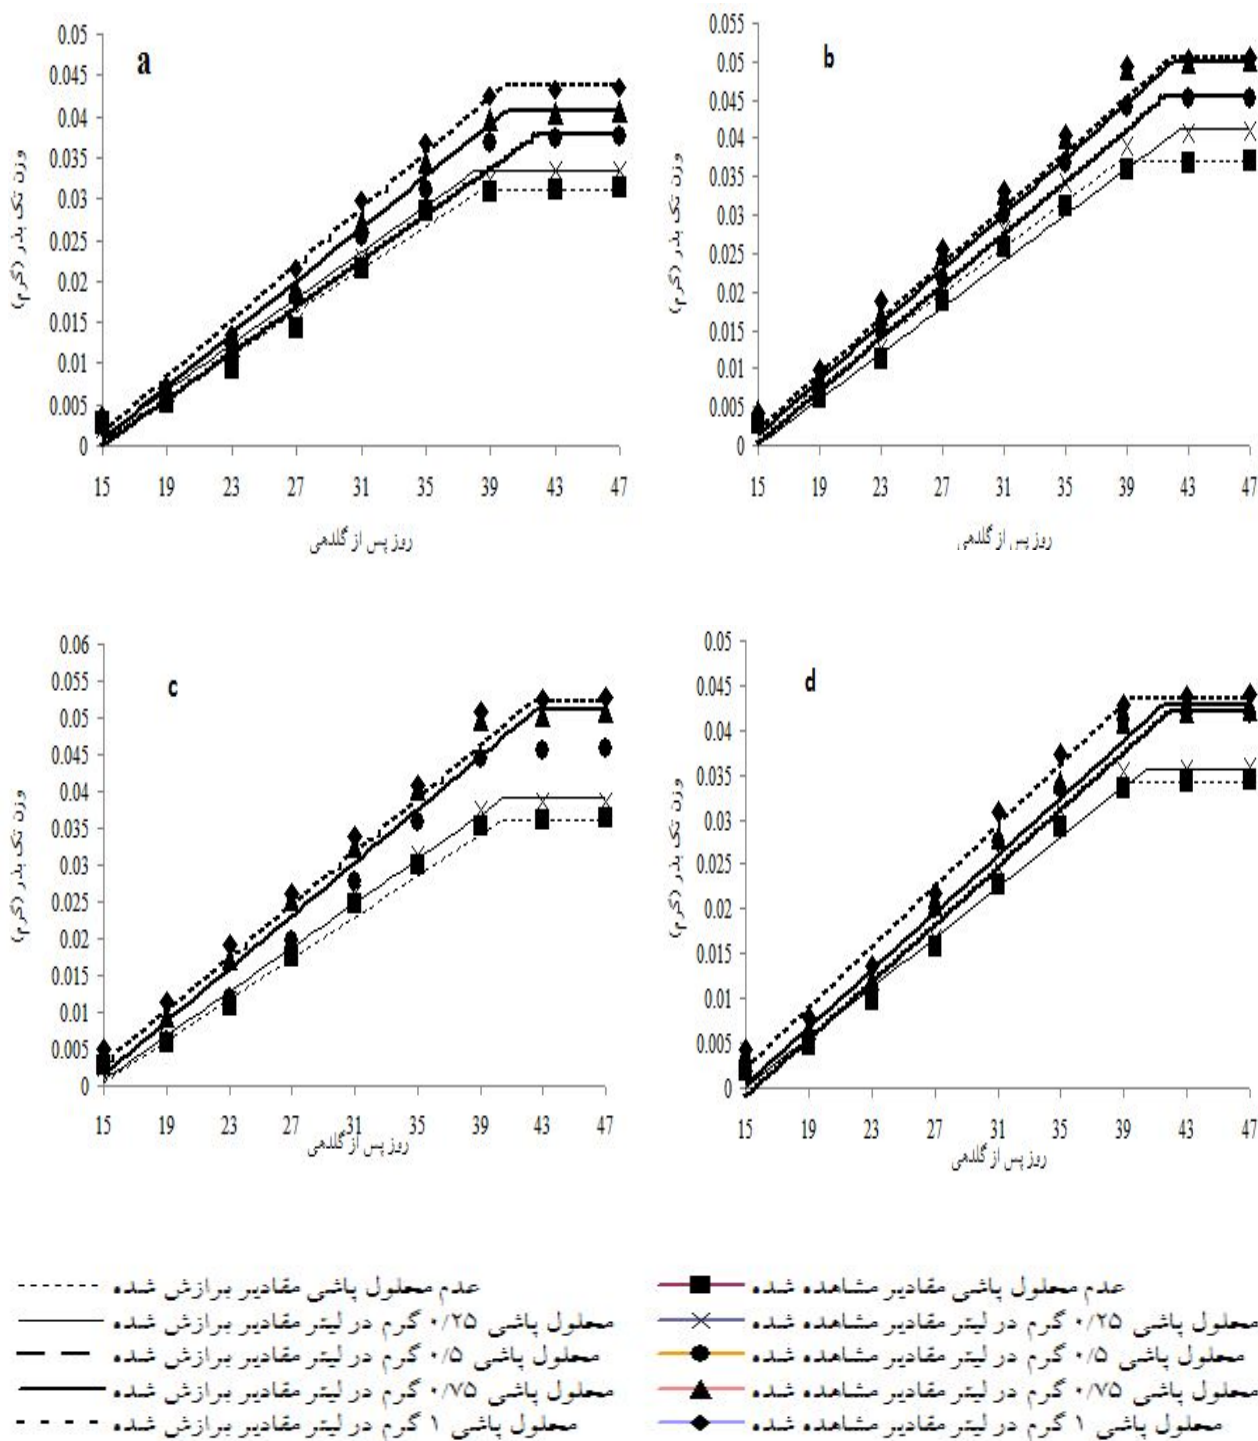 a
0.05
0.045
0.04
0.035
0.03
0.025
0.02
0.015
0.01
0.005
0
وزن تک بذر (گرم)
15 19 23 27 31 35 39 43 47
روز پس از گلدهی
b
0.055
0.05
0.045
0.04
0.035
0.03
0.025
0.02
0.015
0.01
0.005
0
وزن تک بذر (گرم)
15 19 23 27 31 35 39 43 47
روز پس از گلدهی
c
0.06
0.055
0.05
0.045
0.04
0.035
0.03
0.025
0.02
0.015
0.01
0.005
0
وزن تک بذر (گرم)
15 19 23 27 31 35 39 43 47
روز پس از گلدهی
d
0.05
0.045
0.04
0.035
0.03
0.025
0.02
0.015
0.01
0.005
0
وزن تک بذر (گرم)
15 19 23 27 31 35 39 43 47
روز پس از گلدهی
عدم محلول پاشی مقادیر مشاهده شده
محلول پاشی ۰/۲۵ گرم در لیتر مقادیر مشاهده شده
محلول پاشی ۰/۵ گرم در لیتر مقادیر مشاهده شده
محلول پاشی ۰/۷۵ گرم در لیتر مقادیر مشاهده شده
محلول پاشی ۱ گرم در لیتر مقادیر مشاهده شده
عدم محلول پاشی مقادیر برازش شده
محلول پاشی ۰/۲۵ گرم در لیتر مقادیر برازش شده
محلول پاشی ۰/۵ گرم در لیتر مقادیر برازش شده
محلول پاشی ۰/۷۵ گرم در لیتر مقادیر برازش شده
محلول پاشی ۱ گرم در لیتر مقادیر برازش شده